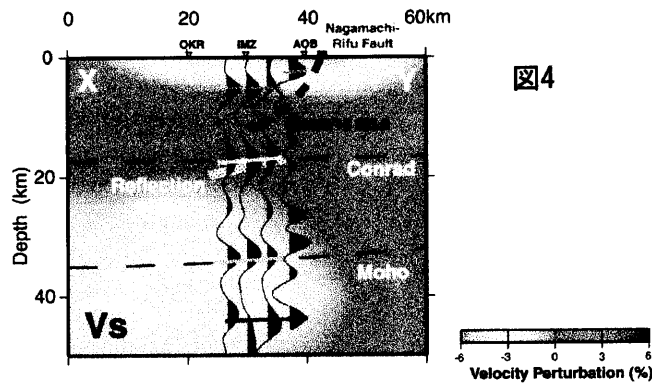 0 20 40 60km
Nagamachi-
Rifu Fault
OKR IMZ AOB
0
X Y
図4
Conrad
Reflection
20
Depth (km)
Moho
40
Vs
-6 -3 0 3 6
Velocity Perturbation (%)